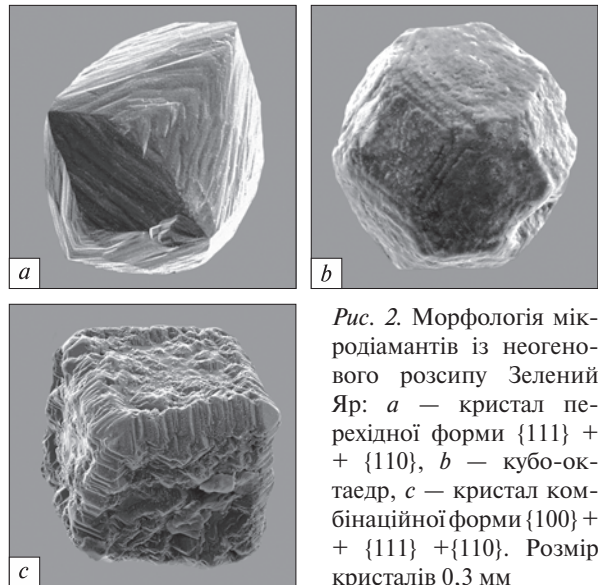 a
b
c
Рис. 2. Морфологія мік-
родіамантів із неогено-
вого розсипу Зелений
Яр: a — кристал пе-
рехідної форми {111} +
+ {110}, b — кубо-ок-
таедр, c — кристал ком-
бінаційної форми {100} +
+ {111} +{110}. Розмір
кристалів 0.3 мм